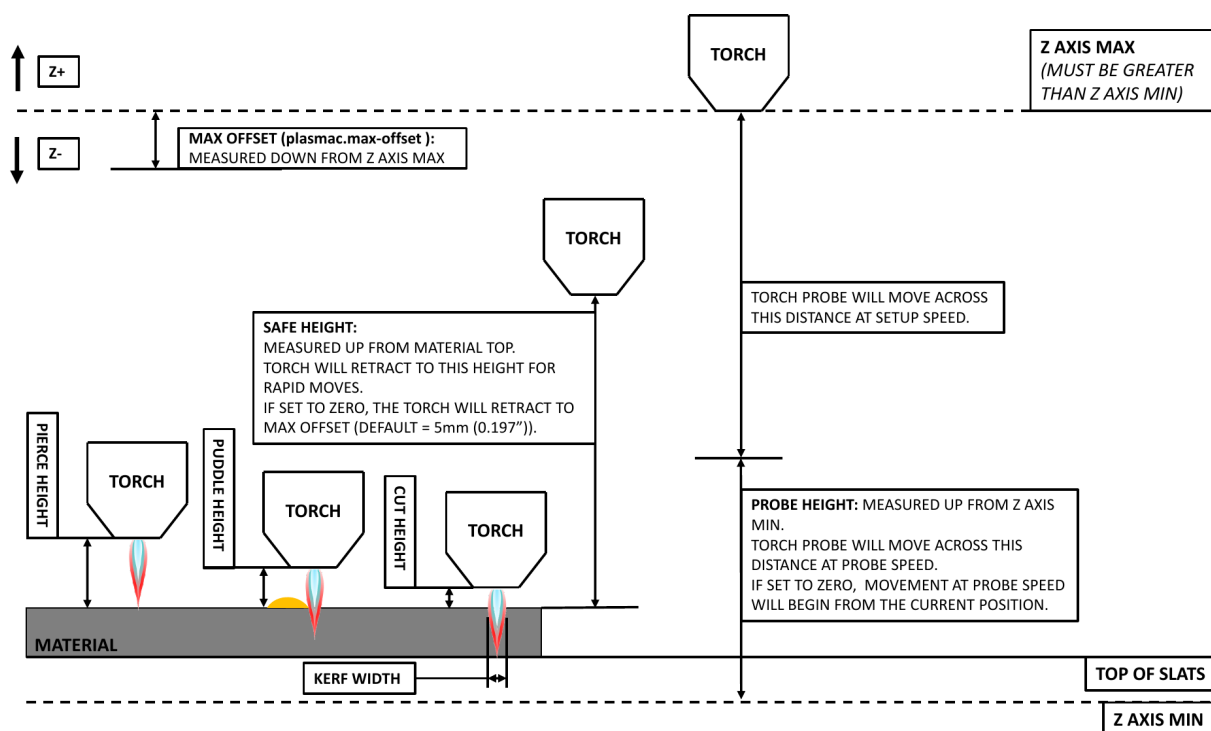 Z+
Z-
MAX OFFSET (plasmac.max-offset ):
MEASURED DOWN FROM Z AXIS MAX
TORCH
Z AXIS MAX
(MUST BE GREATER
THAN Z AXIS MIN)
TORCH
TORCH PROBE WILL MOVE ACROSS
THIS DISTANCE AT SETUP SPEED.
SAFE HEIGHT:
MEASURED UP FROM MATERIAL TOP.
TORCH WILL RETRACT TO THIS HEIGHT FOR
RAPID MOVES.
IF SET TO ZERO, THE TORCH WILL RETRACT TO
MAX OFFSET (DEFAULT = 5mm (0.197”)).
PIERCE HEIGHT
TORCH
PUDDLE HEIGHT
TORCH
CUT HEIGHT
TORCH
PROBE HEIGHT: MEASURED UP FROM Z AXIS
MIN.
TORCH PROBE WILL MOVE ACROSS THIS
DISTANCE AT PROBE SPEED.
IF SET TO ZERO, MOVEMENT AT PROBE SPEED
WILL BEGIN FROM THE CURRENT POSITION.
MATERIAL
KERF WIDTH
TOP OF SLATS
Z AXIS MIN